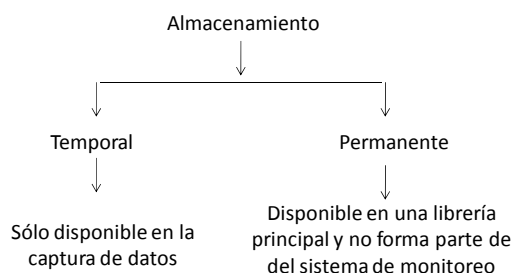 Almacenamiento
Temporal
Permanente
Sólo disponible en la
captura de datos
Disponible en una librería
principal y no forma parte de
del sistema de monitoreo